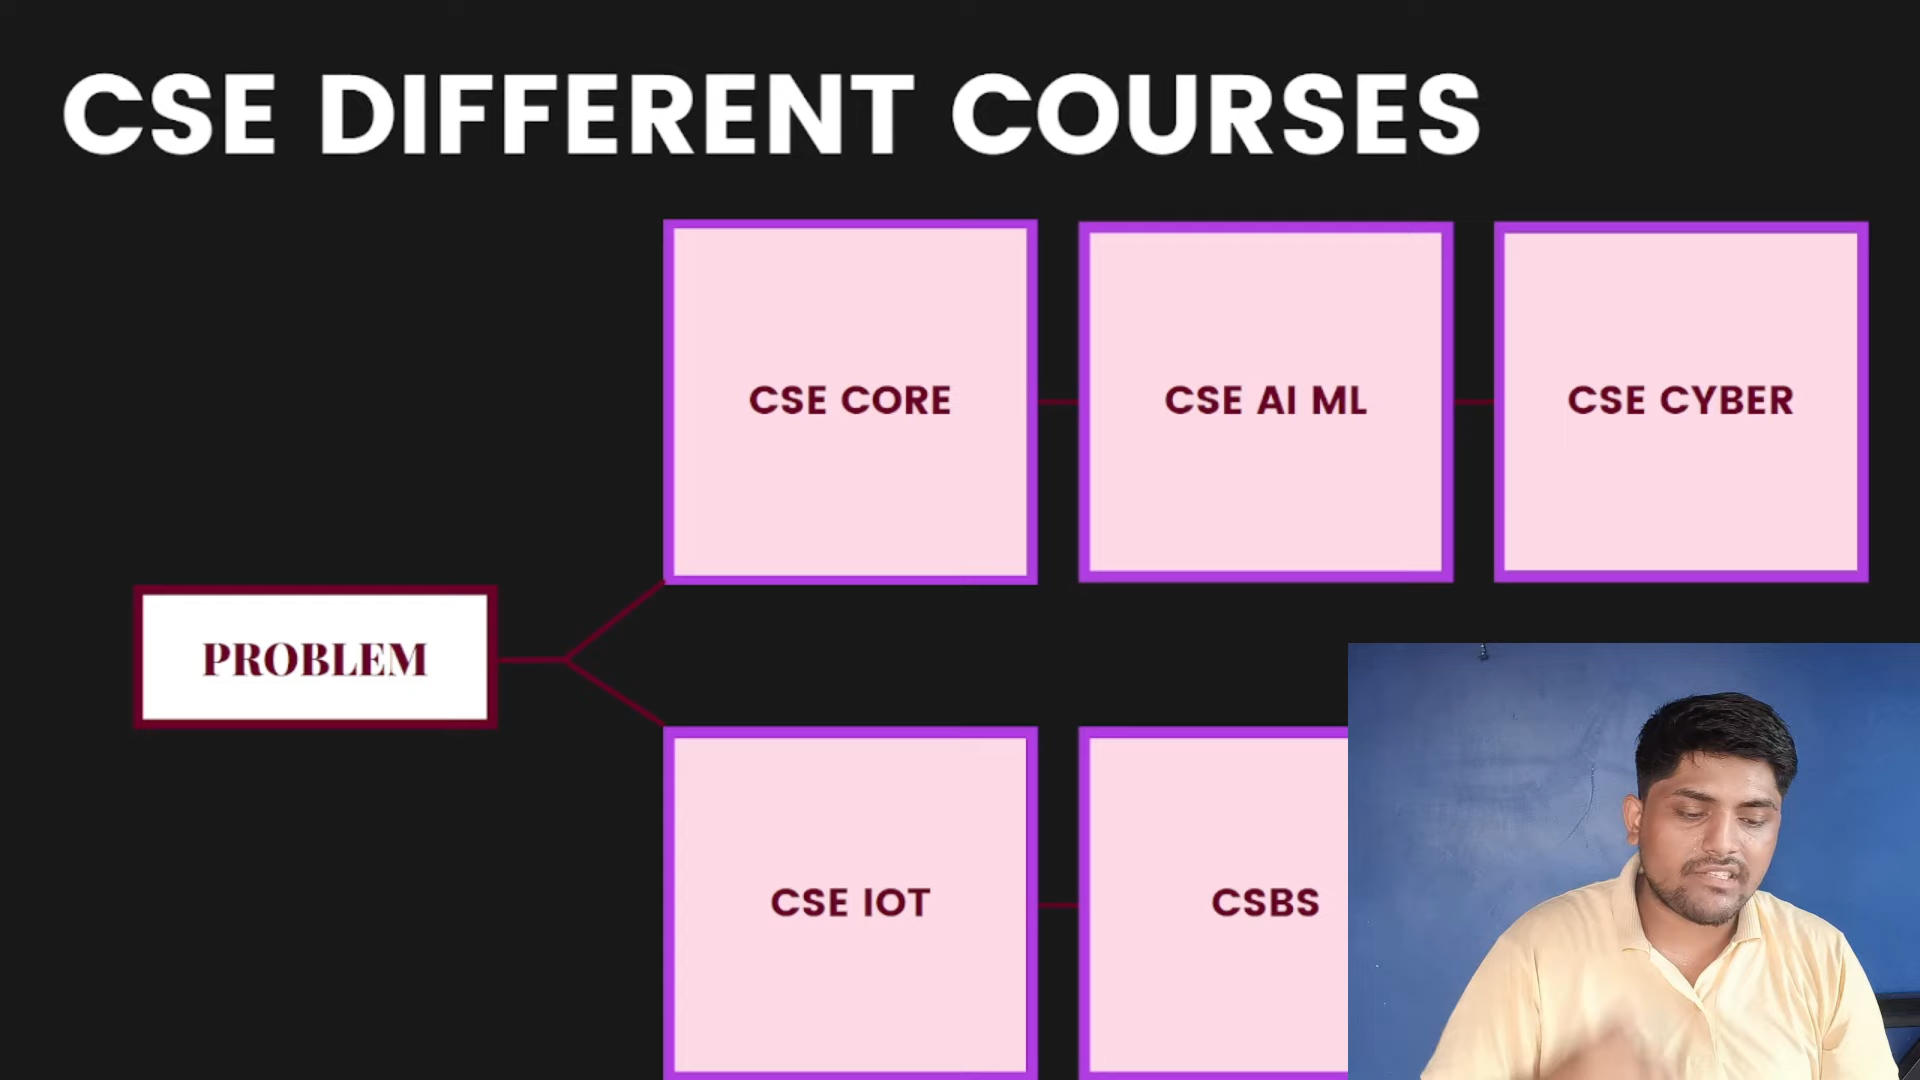 CSE DIFFERENT COURSES
CSE CORE
CSE AI ML
CSE CYBER
PROBLEM
CSE IOT
CSBS